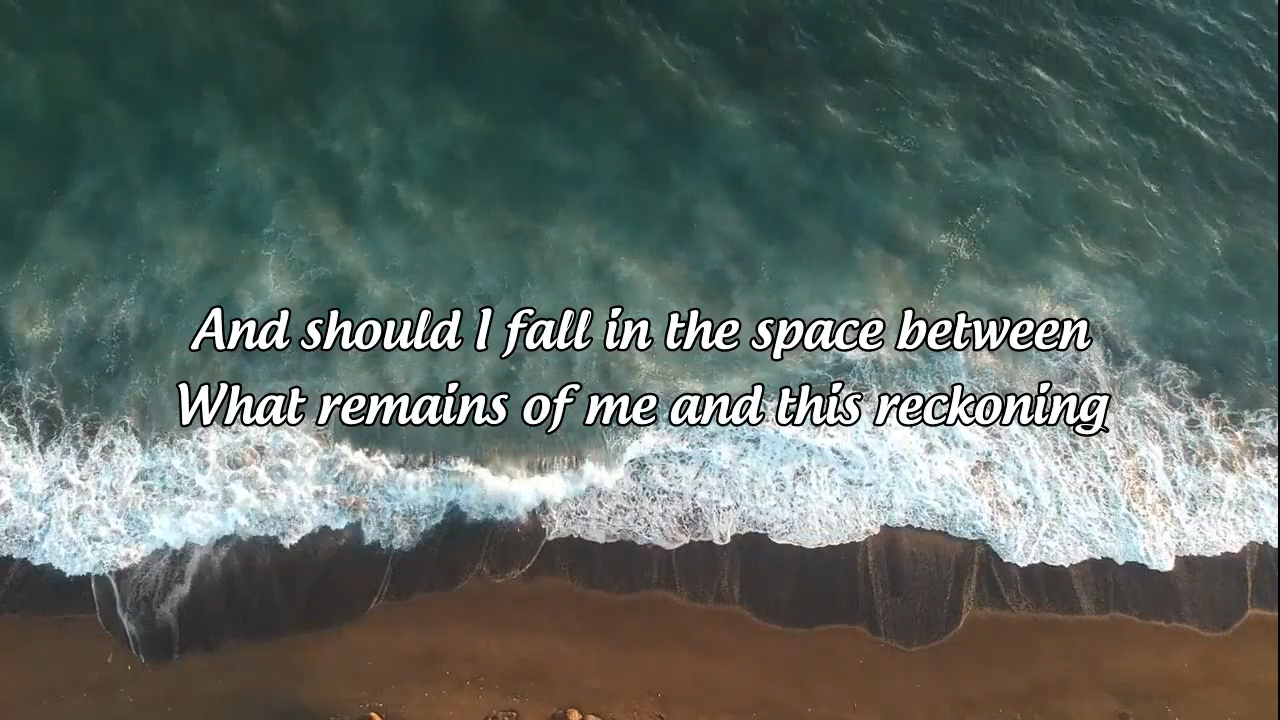 And should I fall in the space between
What remains of me and this reckoning